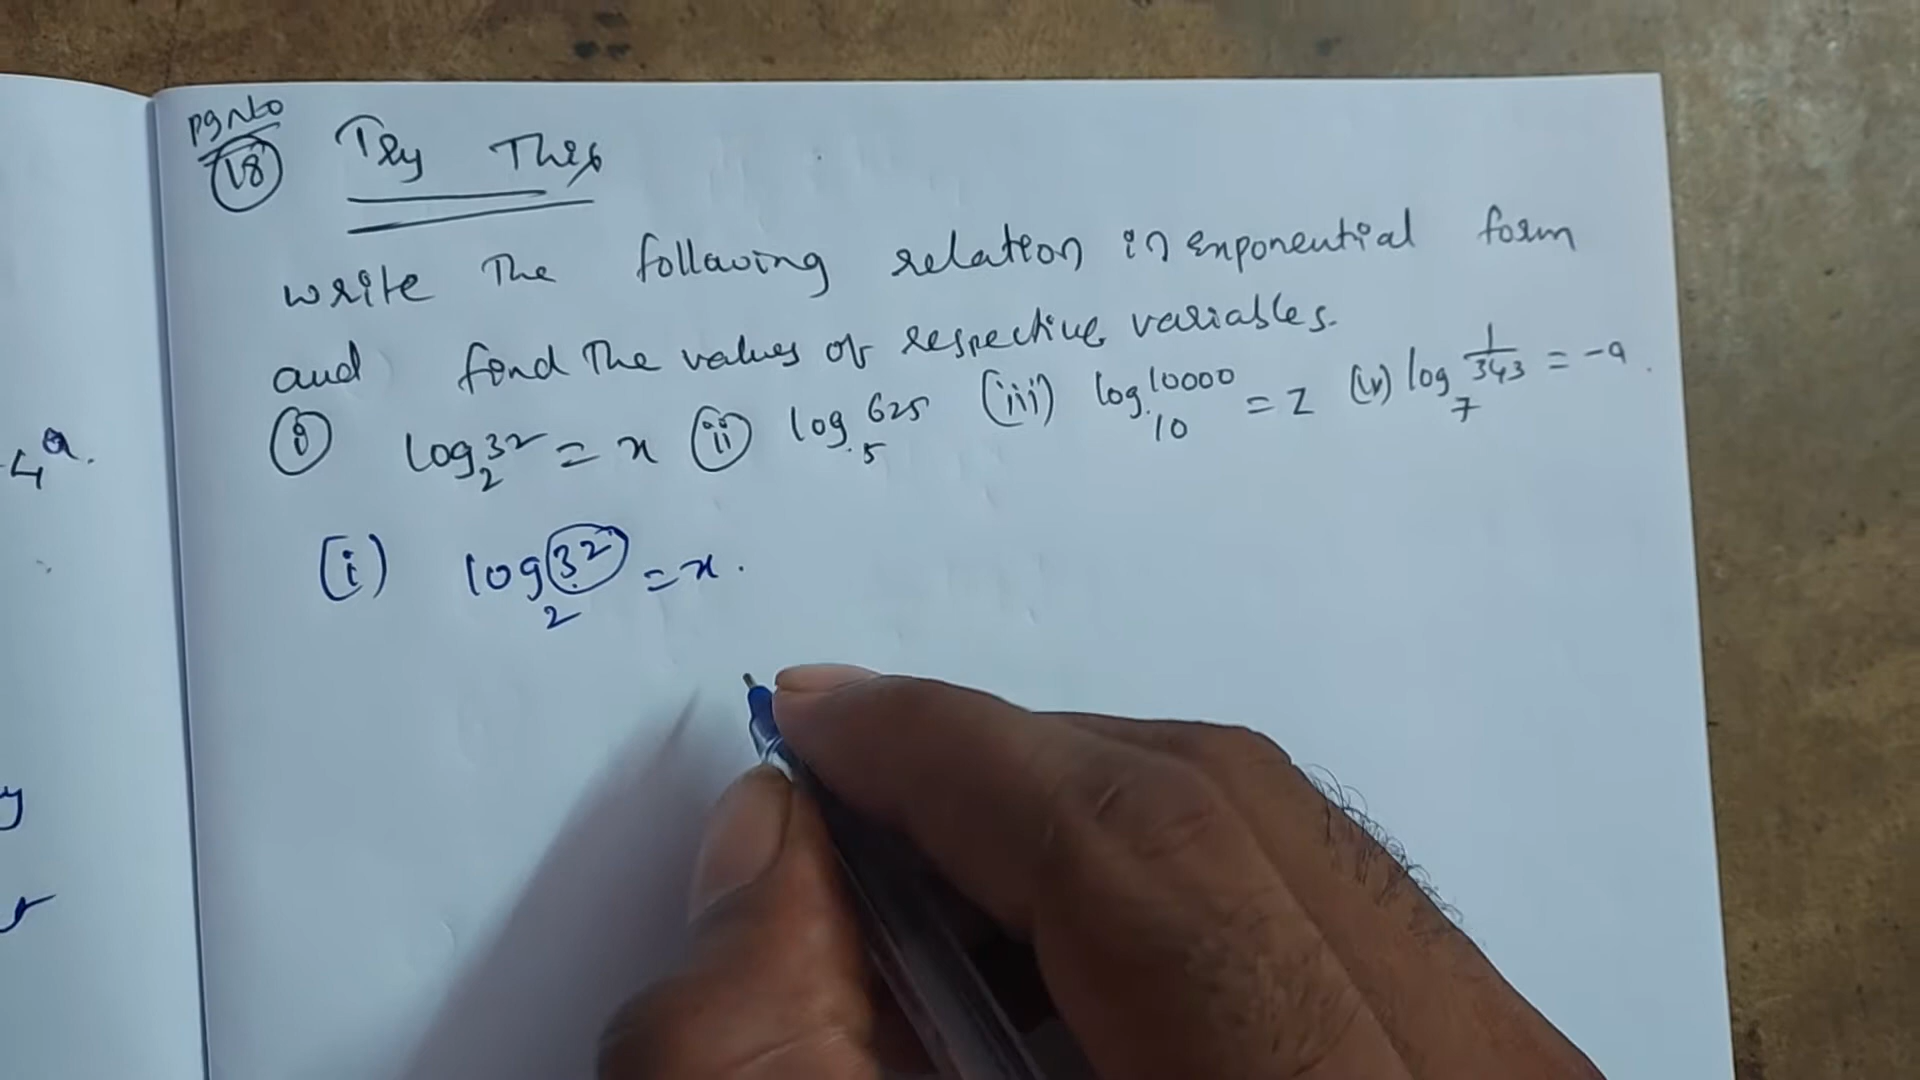 pg No
18 Try This
write The following relation in exponential form
and find The values of respective variables.
(i) log₂32 = x (ii) log₅625 (iii) log₁₀10000 = z (iv) log₇ 1/343 = -a
(i) log₂32 = x.
4ᵃ.
y